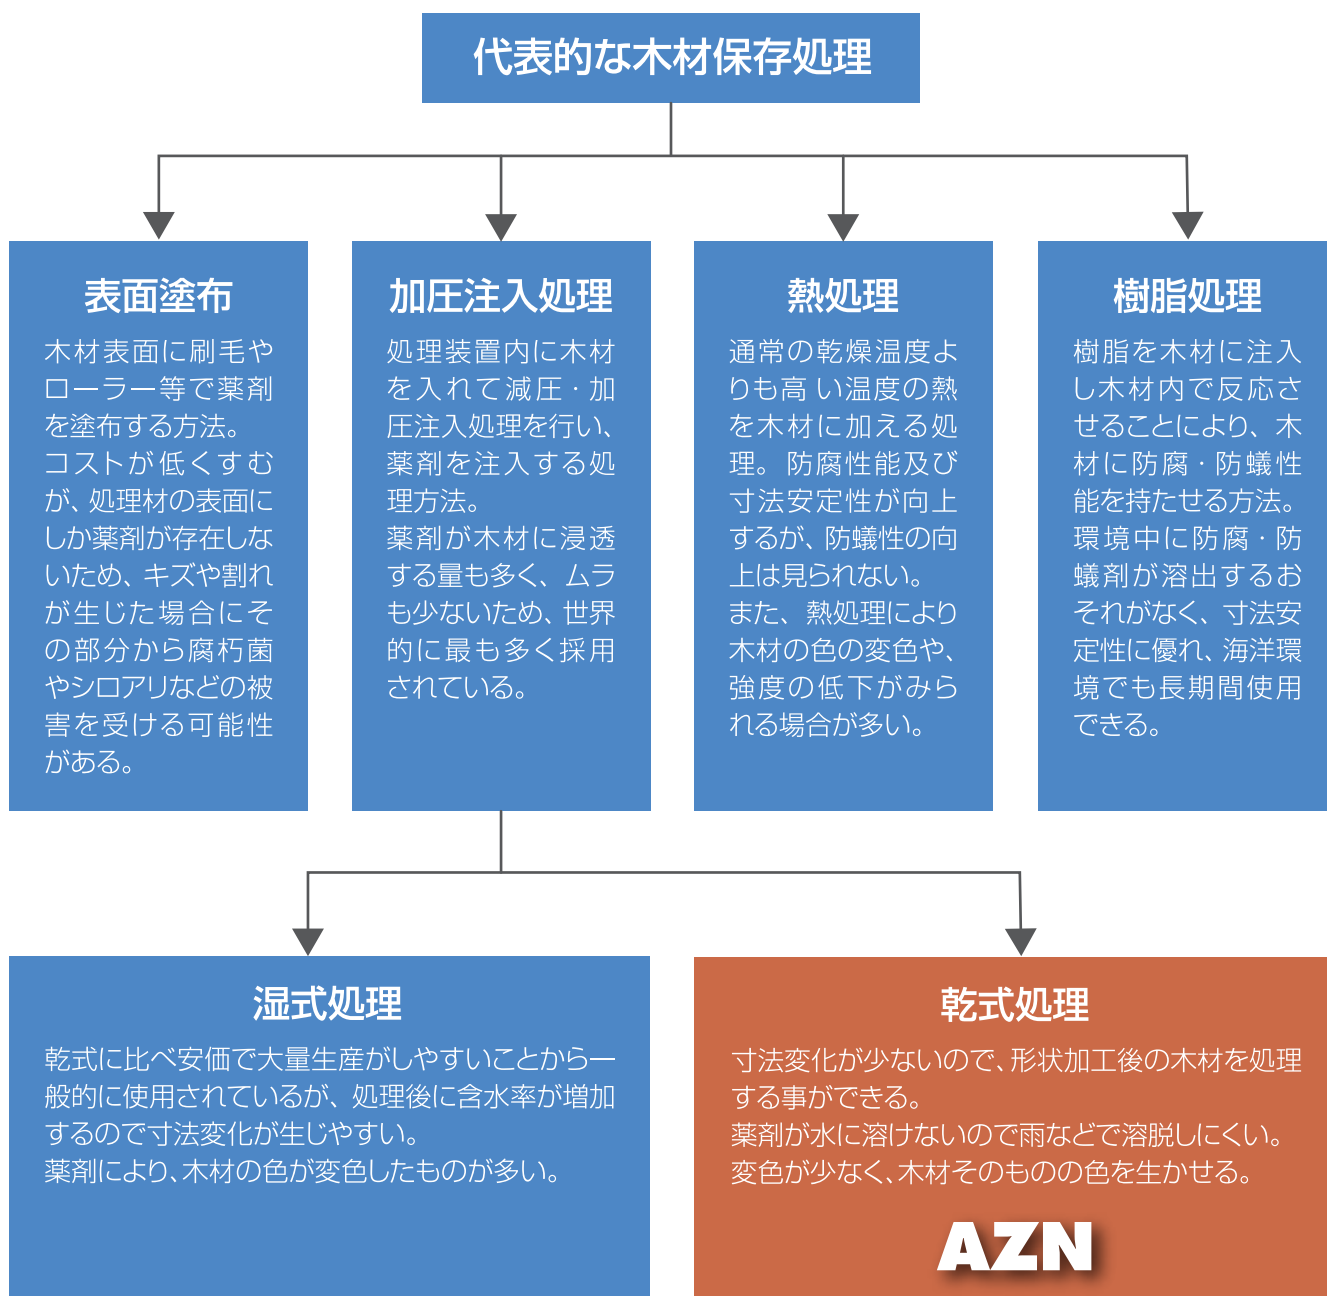 代表的な木材保存処理
表面塗布
木材表面に刷毛や
ローラー等で薬剤
を塗布する方法。
コストが低くすむ
が、処理材の表面に
しか薬剤が存在しな
いため、キズや割れ
が生じた場合にそ
の部分から腐朽菌
やシロアリなどの被
害を受ける可能性
がある。
加圧注入処理
処理装置内に木材
を入れて減圧・加
圧注入処理を行い、
薬剤を注入する処
理方法。
薬剤が木材に浸透
する量も多く、ムラ
も少ないため、世界
的に最も多く採用
されている。
熱処理
通常の乾燥温度よ
りも高い温度の熱
を木材に加える処
理。防腐性能及び
寸法安定性が向上
するが、防蟻性の向
上は見られない。
また、熱処理により
木材の色の変色や、
強度の低下がみら
れる場合が多い。
樹脂処理
樹脂を木材に注入
し木材内で反応さ
せることにより、木
材に防腐・防蟻性
能を持たせる方法。
環境中に防腐・防
蟻剤が溶出するお
それがなく、寸法安
定性に優れ、海洋環
境でも長期間使用
できる。
湿式処理
乾式に比べ安価で大量生産がしやすいことから一
般的に使用されているが、処理後に含水率が増加
するので寸法変化が生じやすい。
薬剤により、木材の色が変色したものが多い。
乾式処理
寸法変化が少ないので、形状加工後の木材を処理
する事ができる。
薬剤が水に溶けないので雨などで溶脱しにくい。
変色が少なく、木材そのものの色を生かせる。
AZN